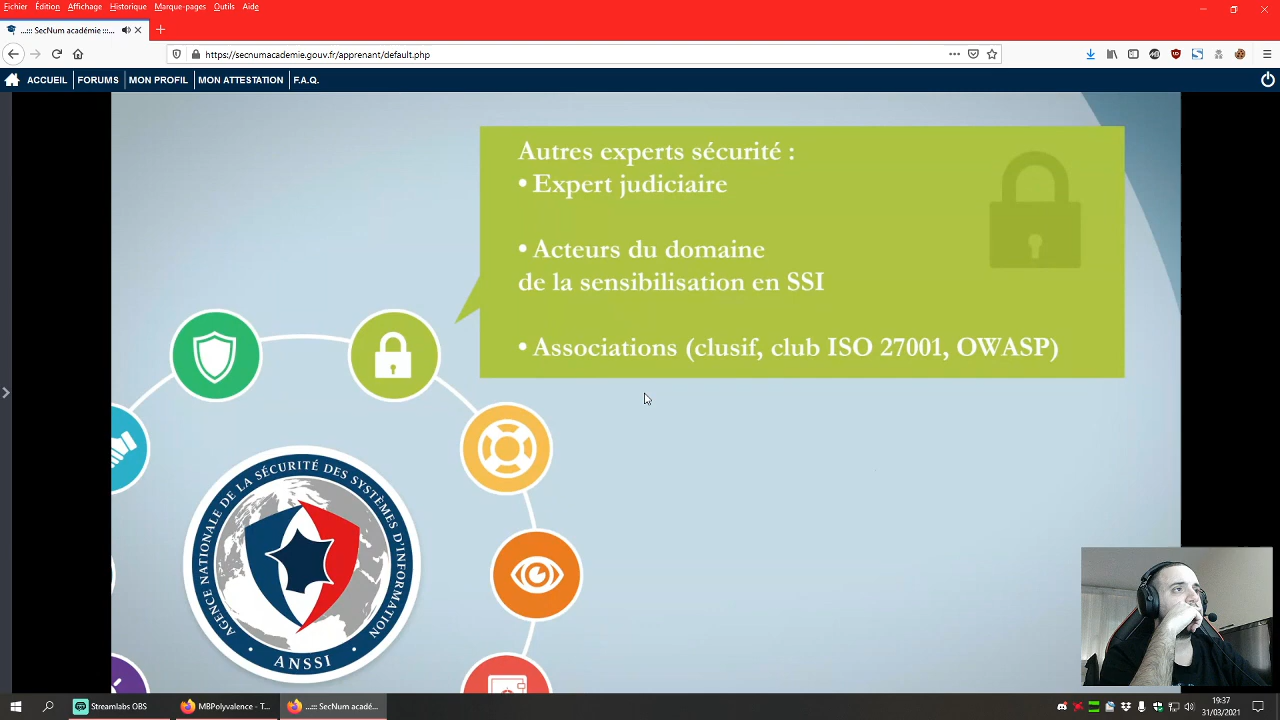 Fichier Édition Affichage Historique Marque-pages Outils Aide
...::: SecNum académie :::...
https://secnumacademie.gouv.fr/apprenant/default.php
ACCUEIL FORUMS MON PROFIL MON ATTESTATION F.A.Q.
Autres experts sécurité :
• Expert judiciaire
• Acteurs du domaine
de la sensibilisation en SSI
• Associations (clusif, club ISO 27001, OWASP)
AGENCE NATIONALE DE LA SÉCURITÉ DES SYSTÈMES D'INFORMATION
• ANSSI •
Streamlabs OBS
MBPolyvalence - T...
...::: SecNum acadé...
19:37
31/03/2021